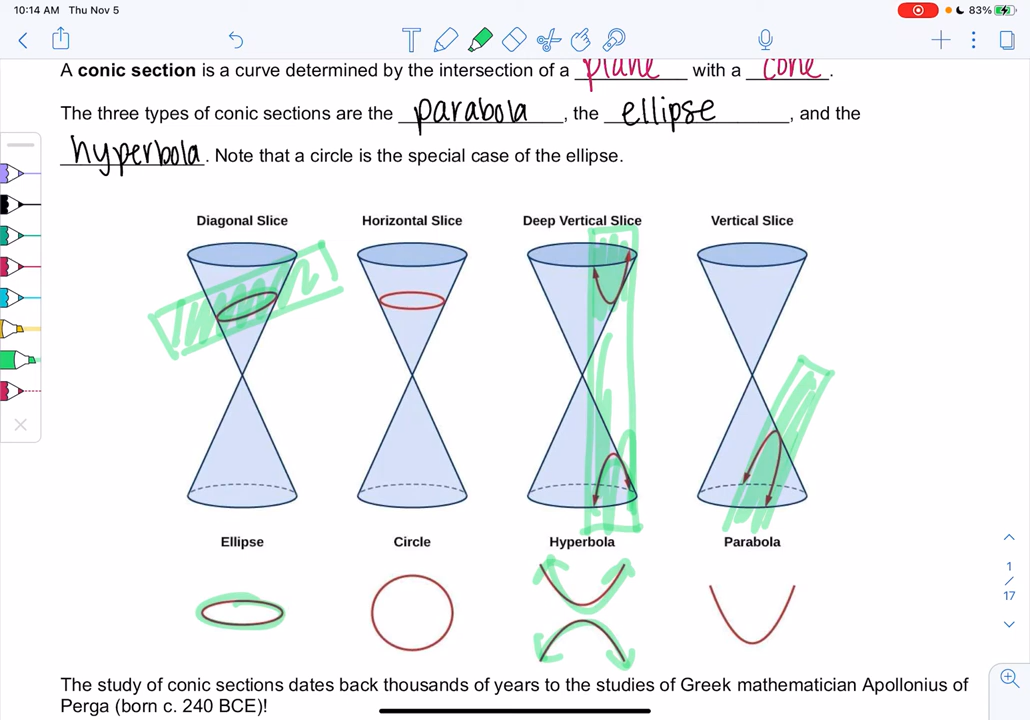 10:14 AM Thu Nov 5
83%
T
A conic section is a curve determined by the intersection of a plane with a cone.
The three types of conic sections are the parabola, the ellipse, and the
hyperbola. Note that a circle is the special case of the ellipse.
Diagonal Slice Horizontal Slice Deep Vertical Slice Vertical Slice
Ellipse Circle Hyperbola Parabola
1
/
17
The study of conic sections dates back thousands of years to the studies of Greek mathematician Apollonius of
Perga (born c. 240 BCE)!